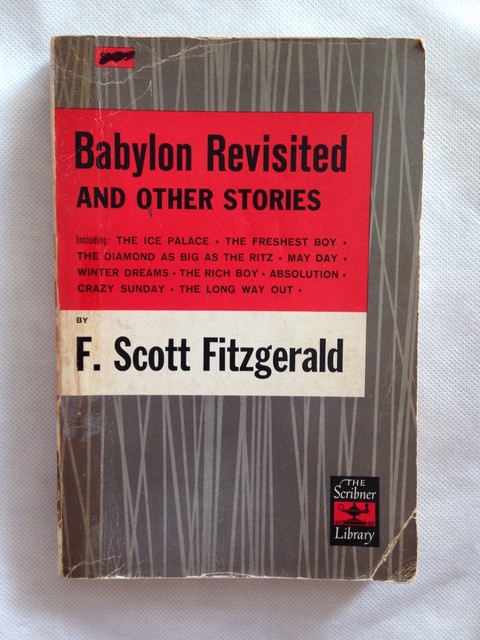 Babylon Revisited
AND OTHER STORIES
Including: THE ICE PALACE • THE FRESHEST BOY •
THE DIAMOND AS BIG AS THE RITZ • MAY DAY •
WINTER DREAMS • THE RICH BOY • ABSOLUTION •
CRAZY SUNDAY • THE LONG WAY OUT •
BY
F. Scott Fitzgerald
THE
Scribner
Library